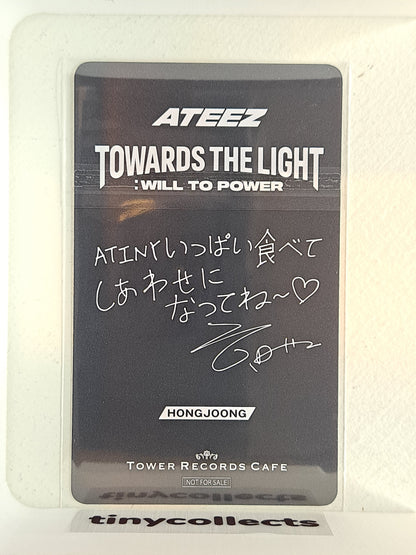 ATEEZ
TOWARDS THE LIGHT
: WILL TO POWER
ATINYいっぱい食べて
しあわせに
なってね～♡
HONGJOONG
TOWER RECORDS CAFE
NOT FOR SALE
tinycollects